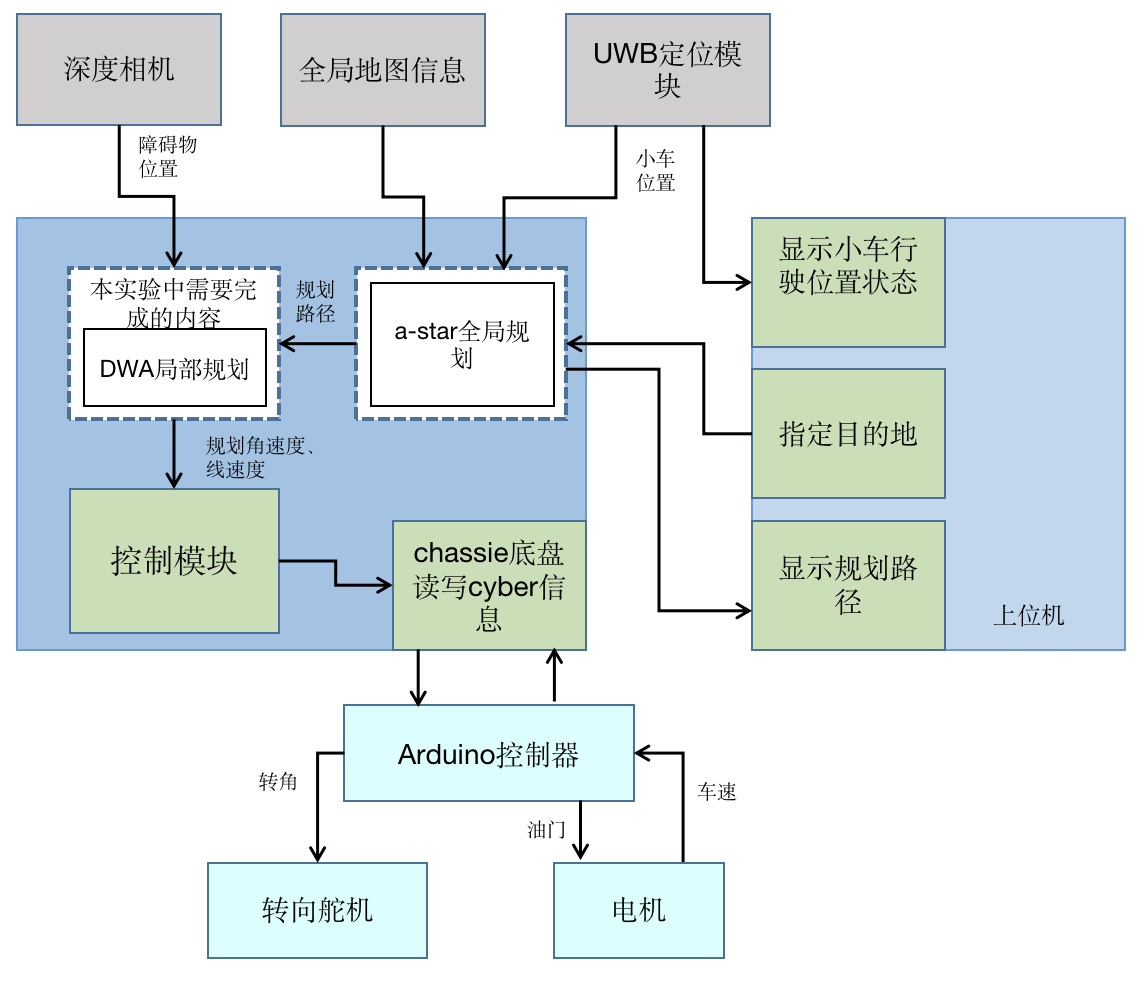 深度相机
全局地图信息
UWB定位模
块
障碍物
位置
小车
位置
显示小车行
驶位置状态
本实验中需要完
成的内容
DWA局部规划
规划
路径
a-star全局规
划
指定目的地
规划角速度、
线速度
控制模块
chassie底盘
读写cyber信
息
显示规划路
径
上位机
Arduino控制器
转角
油门
车速
转向舵机
电机